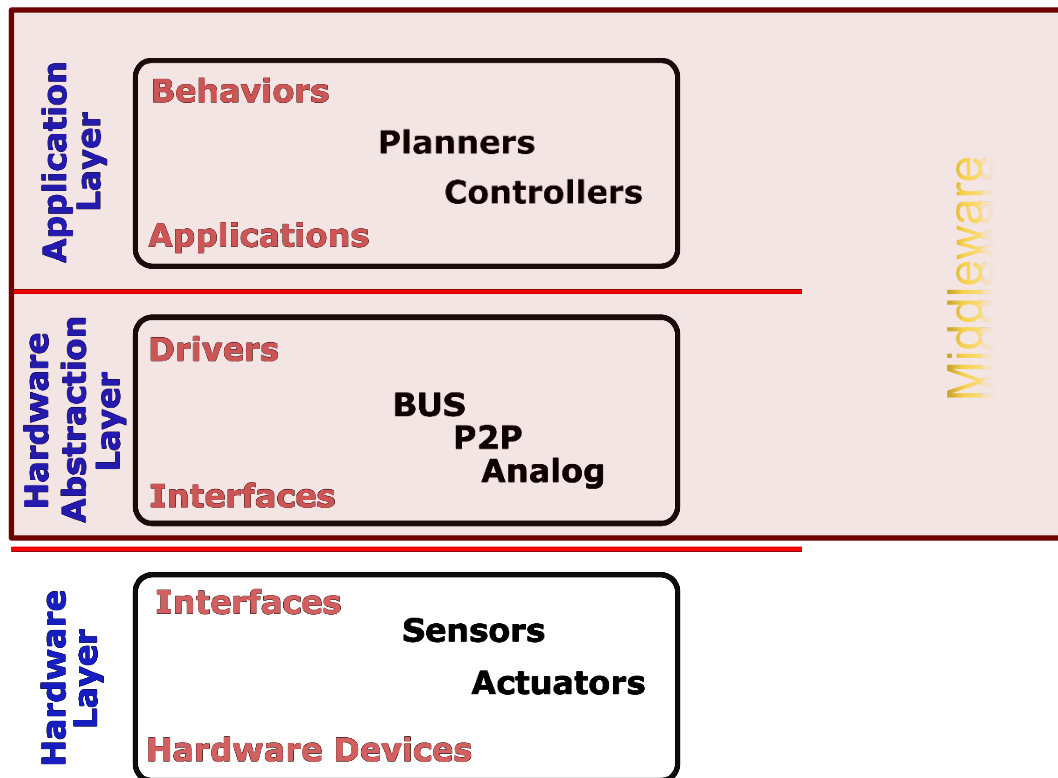 Application
Layer
Behaviors
Planners
Controllers
Applications
Middleware
Hardware
Abstraction
Layer
Drivers
BUS
P2P
Analog
Interfaces
Hardware
Layer
Interfaces
Sensors
Actuators
Hardware Devices